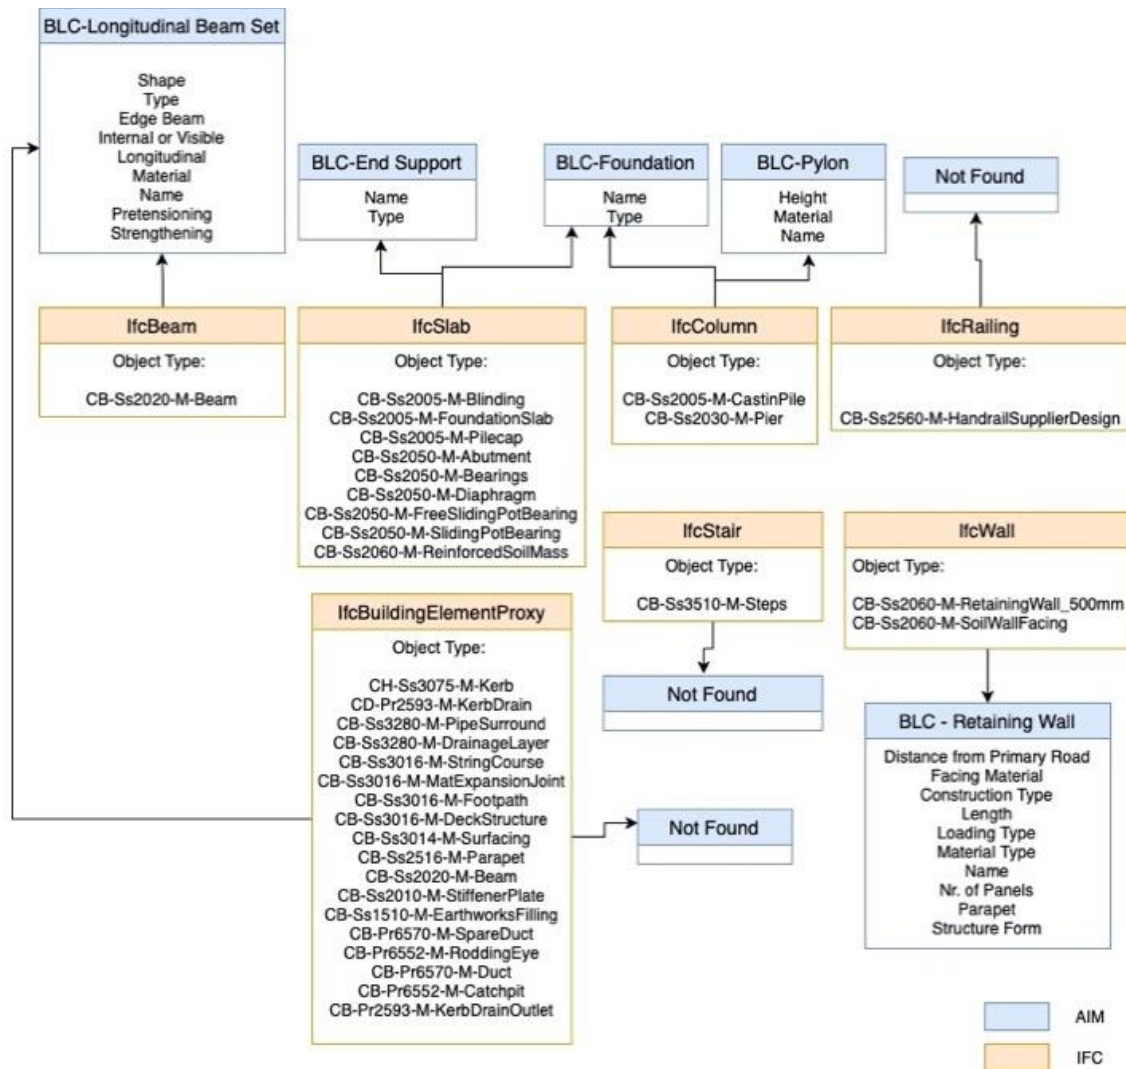 BLC-Longitudinal Beam Set
Shape
Type
Edge Beam
Internal or Visible
Longitudinal
Material
Name
Pretensioning
Strengthening
BLC-End Support
Name
Type
BLC-Foundation
Name
Type
BLC-Pylon
Height
Material
Name
Not Found
IfcBeam
Object Type:
CB-Ss2020-M-Beam
IfcSlab
Object Type:
CB-Ss2005-M-Blinding
CB-Ss2005-M-FoundationSlab
CB-Ss2005-M-Pilecap
CB-Ss2050-M-Abutment
CB-Ss2050-M-Bearings
CB-Ss2050-M-Diaphragm
CB-Ss2050-M-FreeSlidingPotBearing
CB-Ss2050-M-SlidingPotBearing
CB-Ss2060-M-ReinforcedSoilMass
IfcColumn
Object Type:
CB-Ss2005-M-CastinPile
CB-Ss2030-M-Pier
IfcRailing
Object Type:
CB-Ss2560-M-HandrailSupplierDesign
IfcStair
Object Type:
CB-Ss3510-M-Steps
IfcWall
Object Type:
CB-Ss2060-M-RetainingWall_500mm
CB-Ss2060-M-SoilWallFacing
IfcBuildingElementProxy
Object Type:
CH-Ss3075-M-Kerb
CD-Pr2593-M-KerbDrain
CB-Ss3280-M-PipeSurround
CB-Ss3280-M-DrainageLayer
CB-Ss3016-M-StringCourse
CB-Ss3016-M-MatExpansionJoint
CB-Ss3016-M-Footpath
CB-Ss3016-M-DeckStructure
CB-Ss3014-M-Surfacing
CB-Ss2516-M-Parapet
CB-Ss2020-M-Beam
CB-Ss2010-M-StiffenerPlate
CB-Ss1510-M-EarthworksFilling
CB-Pr6570-M-SpareDuct
CB-Pr6552-M-RoddingEye
CB-Pr6570-M-Duct
CB-Pr6552-M-Catchpit
CB-Pr2593-M-KerbDrainOutlet
Not Found
Not Found
BLC - Retaining Wall
Distance from Primary Road
Facing Material
Construction Type
Length
Loading Type
Material Type
Name
Nr. of Panels
Parapet
Structure Form
AIM
IFC